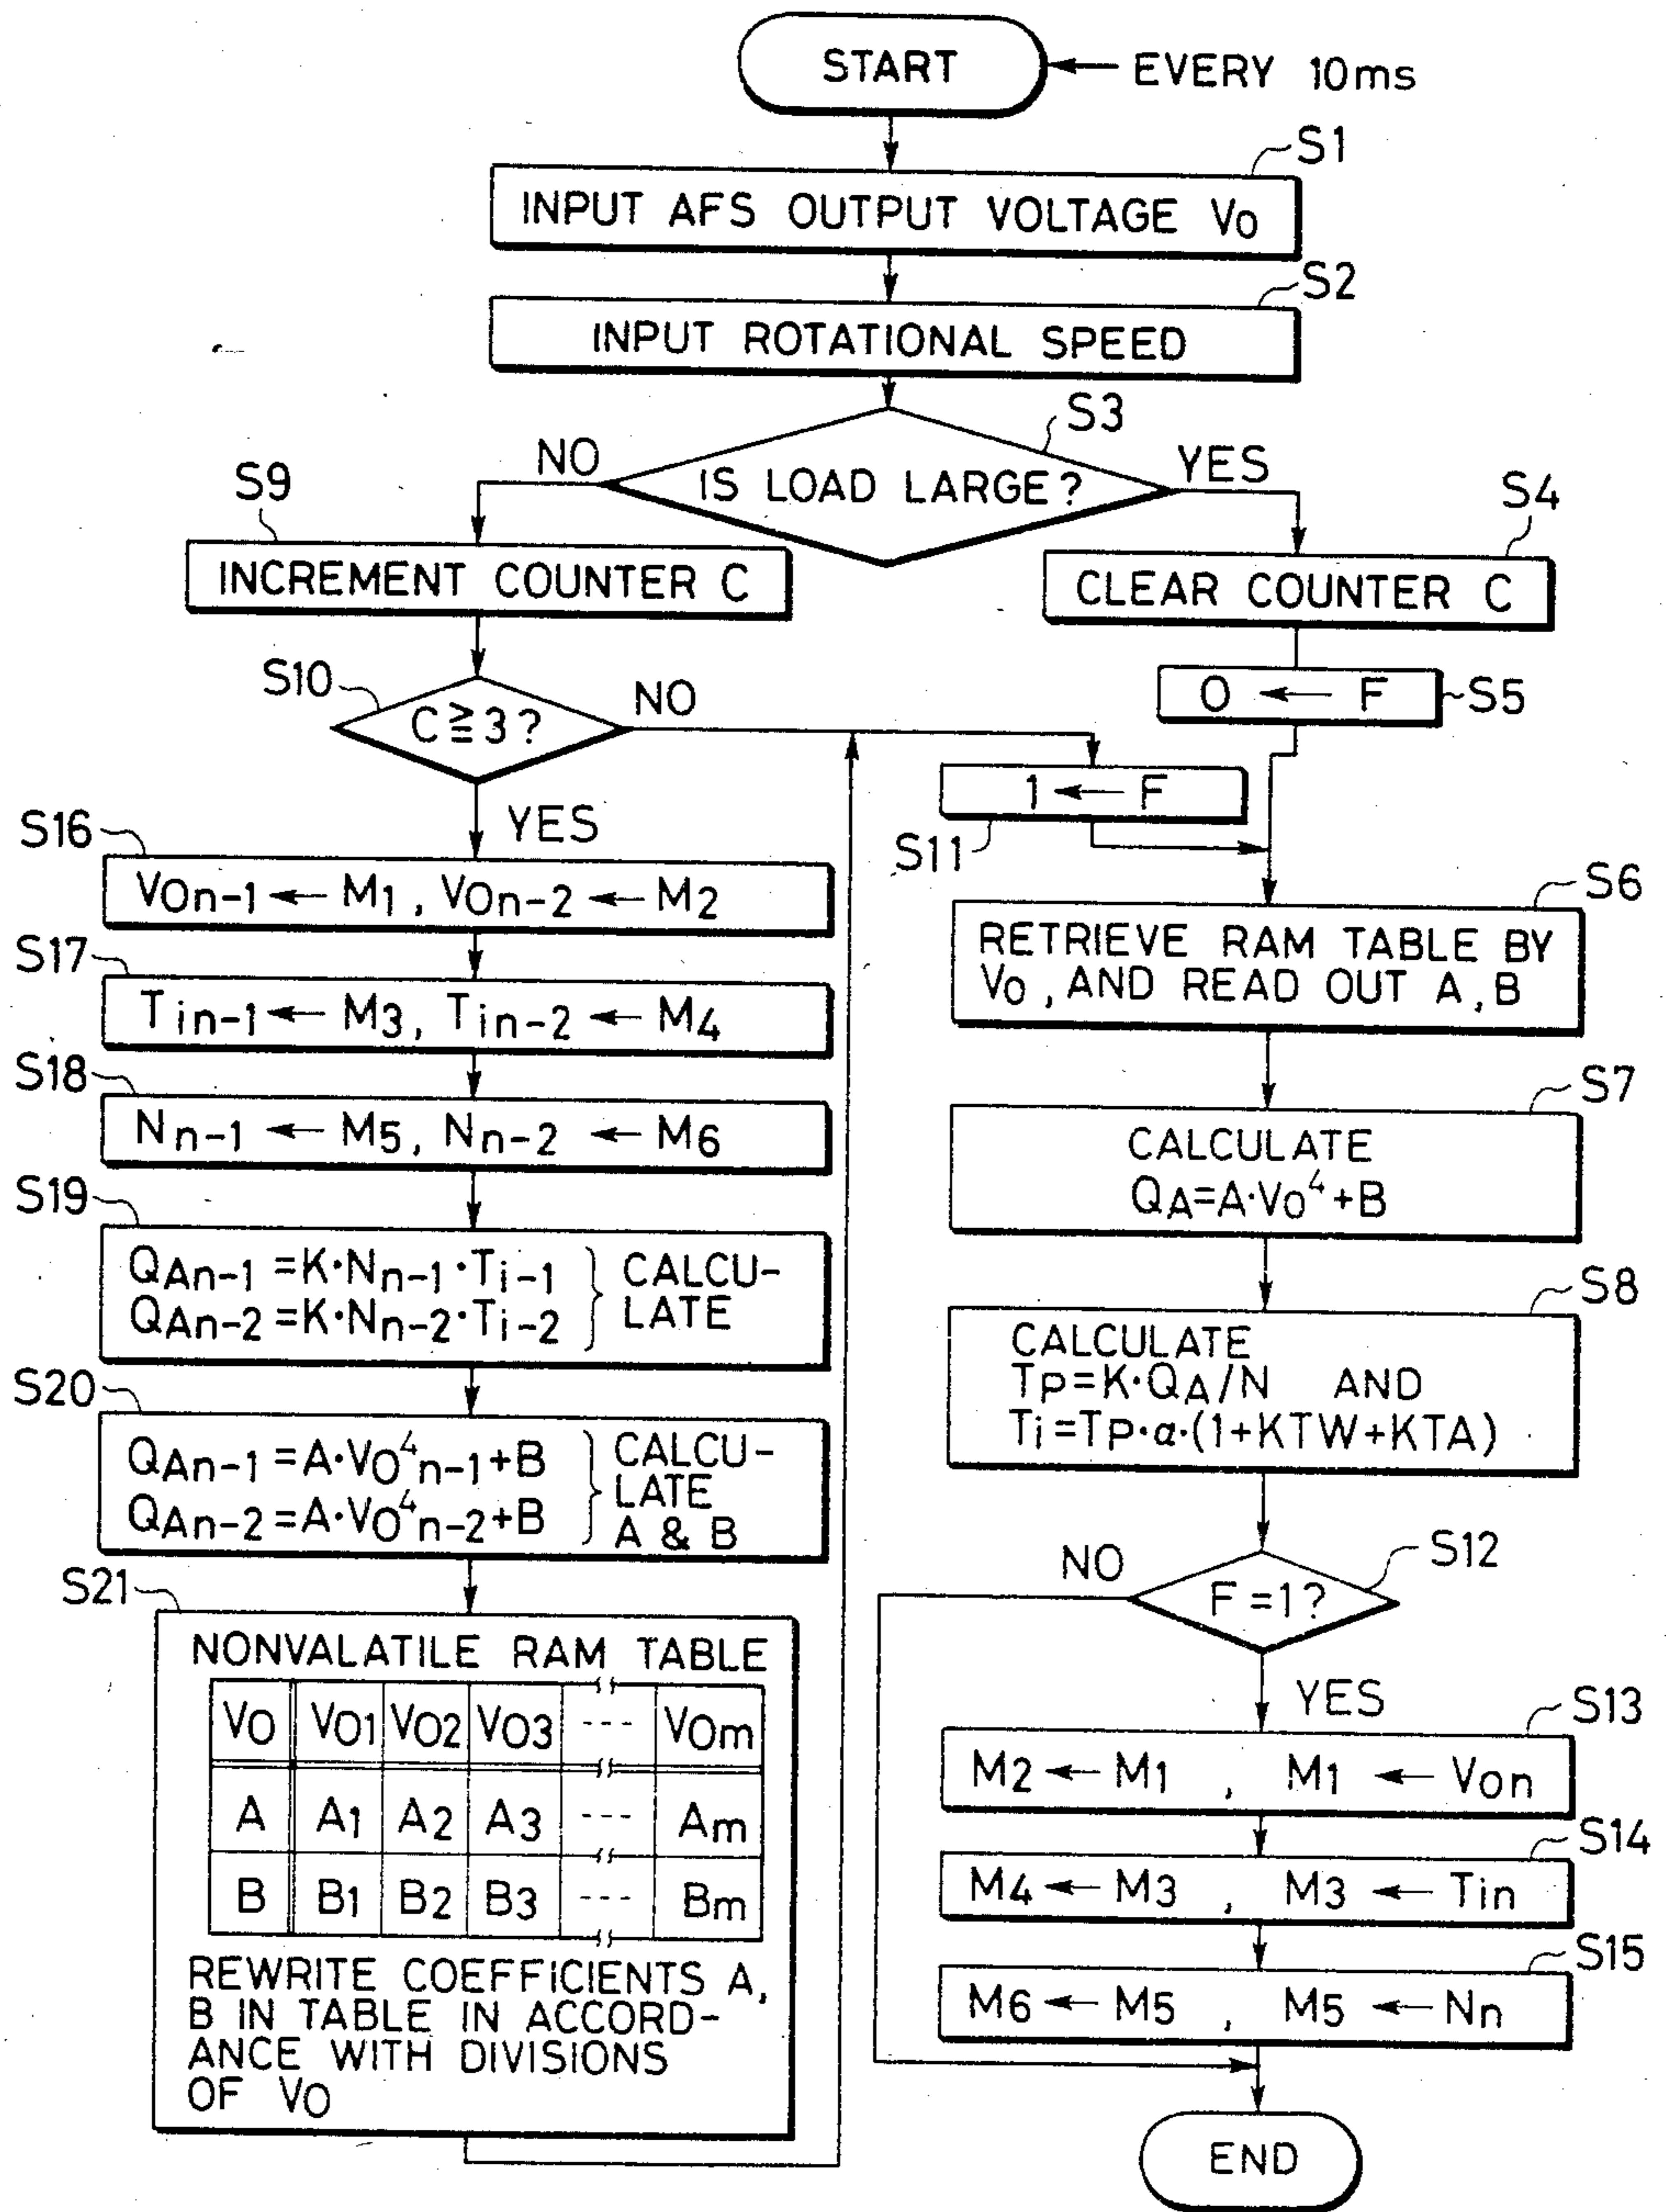 START
EVERY 10ms
S1
INPUT AFS OUTPUT VOLTAGE Vo
S2
INPUT ROTATIONAL SPEED
S3
IS LOAD LARGE?
NO
YES
S9
INCREMENT COUNTER C
S4
CLEAR COUNTER C
S10
C≧3?
NO
YES
O ← F
S5
1 ← F
S11
S16
VOn-1 ← M1, VOn-2 ← M2
S17
Tin-1 ← M3, Tin-2 ← M4
S18
Nn-1 ← M5, Nn-2 ← M6
S19
QAn-1 = K·Nn-1·Ti-1
QAn-2 = K·Nn-2·Ti-2
CALCU-
LATE
S20
QAn-1 = A·VO⁴n-1+B
QAn-2 = A·VO⁴n-2+B
CALCU-
LATE
A & B
S21
NONVALATILE RAM TABLE
VO VO1 VO2 VO3 --- VOm
A A1 A2 A3 --- Am
B B1 B2 B3 --- Bm
REWRITE COEFFICIENTS A,
B IN TABLE IN ACCORD-
ANCE WITH DIVISIONS
OF VO
S6
RETRIEVE RAM TABLE BY
Vo, AND READ OUT A, B
S7
CALCULATE
QA=A·VO⁴+B
S8
CALCULATE
TP=K·QA/N AND
Ti=TP·α·(1+KTW+KTA)
S12
F=1?
NO
YES
S13
M2 ← M1 , M1 ← VOn
S14
M4 ← M3 , M3 ← Tin
S15
M6 ← M5 , M5 ← Nn
END